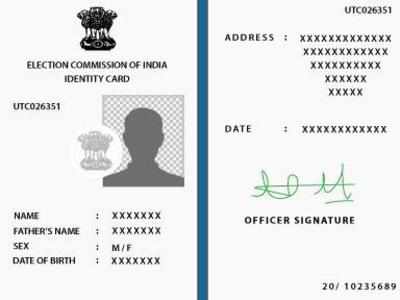 ELECTION COMMISSION OF INDIA
IDENTITY CARD
UTC026351
NAME : XXXXXXX
FATHER'S NAME : XXXXXXX
SEX : M / F
DATE OF BIRTH : XXXXXXX
UTC026351
ADDRESS : XXXXXXXXXXXXX
XXXXXXXXXXXX
XXXXXXXXXX
XXXXXX
XXXXX
DATE : XXXXXXXXXXXX
OFFICER SIGNATURE
20/ 10235689